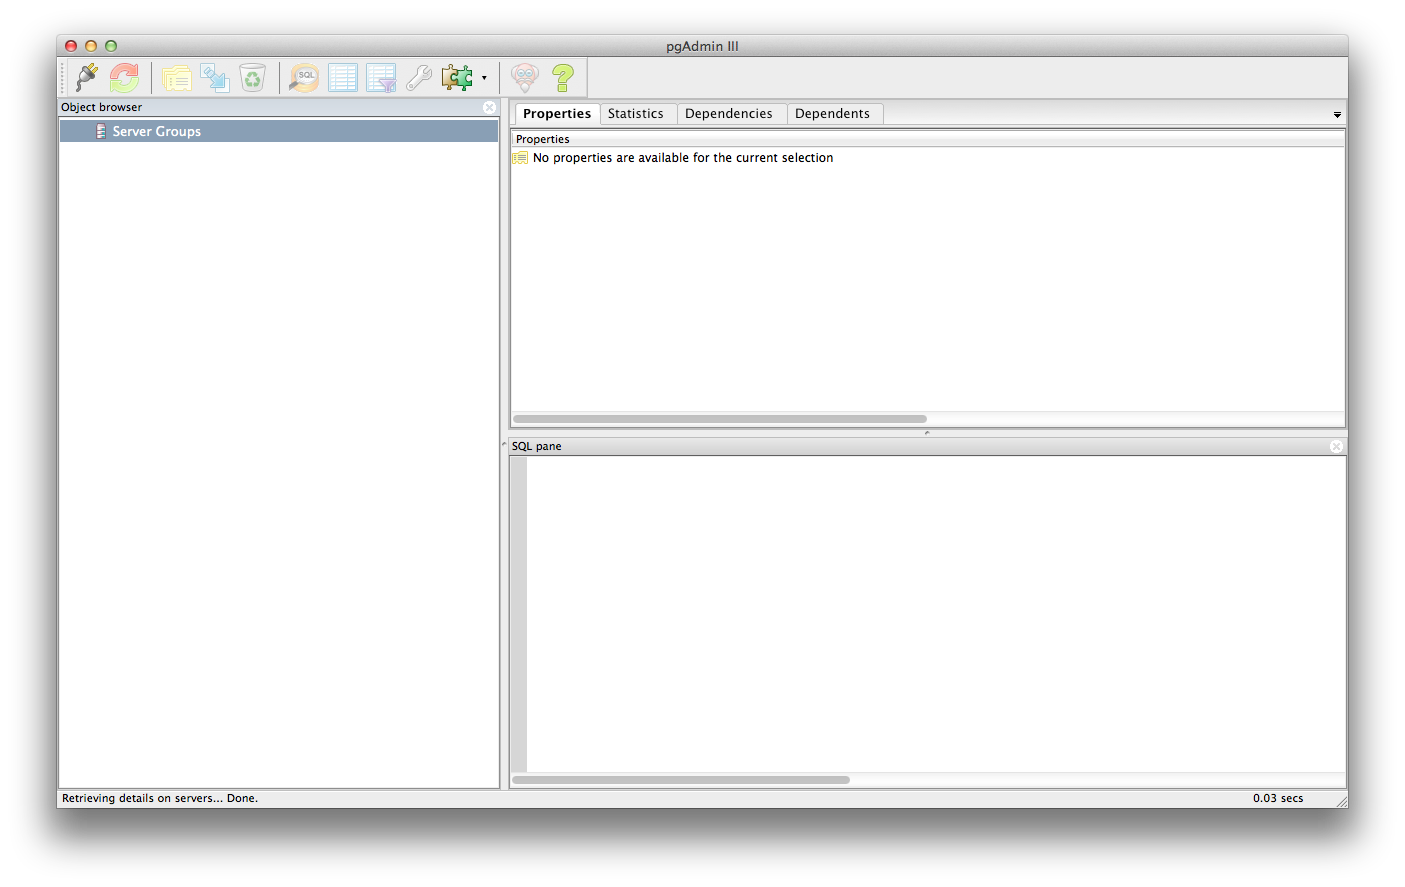 pgAdmin III
SQL
Object browser
Server Groups
Properties Statistics Dependencies Dependents
Properties
No properties are available for the current selection
SQL pane
Retrieving details on servers... Done. 0.03 secs